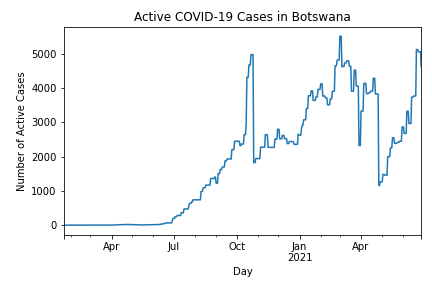 Active COVID-19 Cases in Botswana
Number of Active Cases
5000
4000
3000
2000
1000
0
Apr
Jul
Oct
Jan
2021
Apr
Day